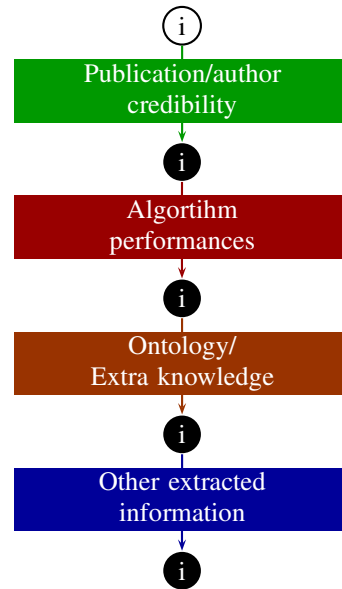 i
Publication/author
credibility
i
Algortihm
performances
i
Ontology/
Extra knowledge
i
Other extracted
information
i